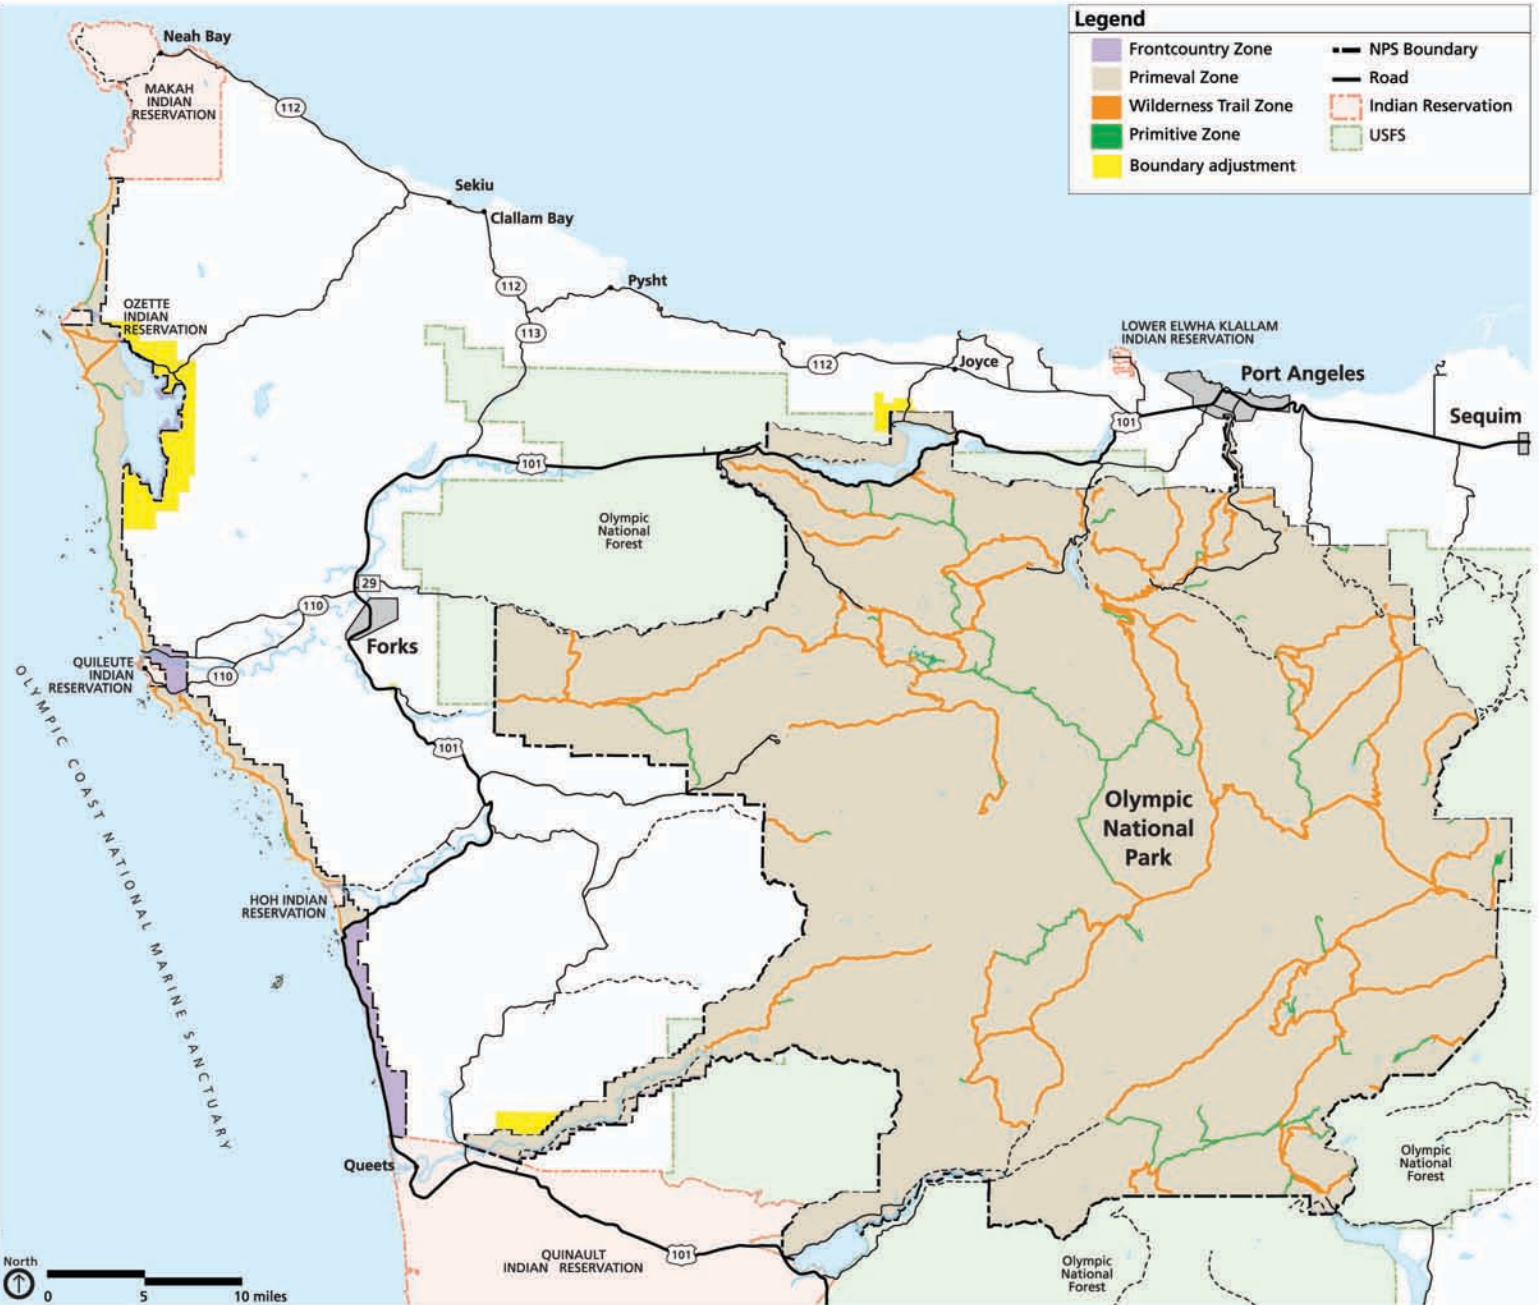 Legend
Frontcountry Zone
Primeval Zone
Wilderness Trail Zone
Primitive Zone
Boundary adjustment
NPS Boundary
Road
Indian Reservation
USFS
Neah Bay
MAKAH
INDIAN
RESERVATION
112
Sekiu
Clallam Bay
112
Pysht
113
OZETTE
INDIAN
RESERVATION
112
Joyce
LOWER ELWHA KLALLAM
INDIAN RESERVATION
Port Angeles
101
Sequim
101
Olympic
National
Forest
29
110
Forks
QUILEUTE
INDIAN
RESERVATION
110
101
OLYMPIC COAST NATIONAL MARINE SANCTUARY
Olympic
National
Park
HOH INDIAN
RESERVATION
Queets
Olympic
National
Forest
QUINAULT
INDIAN RESERVATION
101
Olympic
National
Forest
North
0
5
10 miles